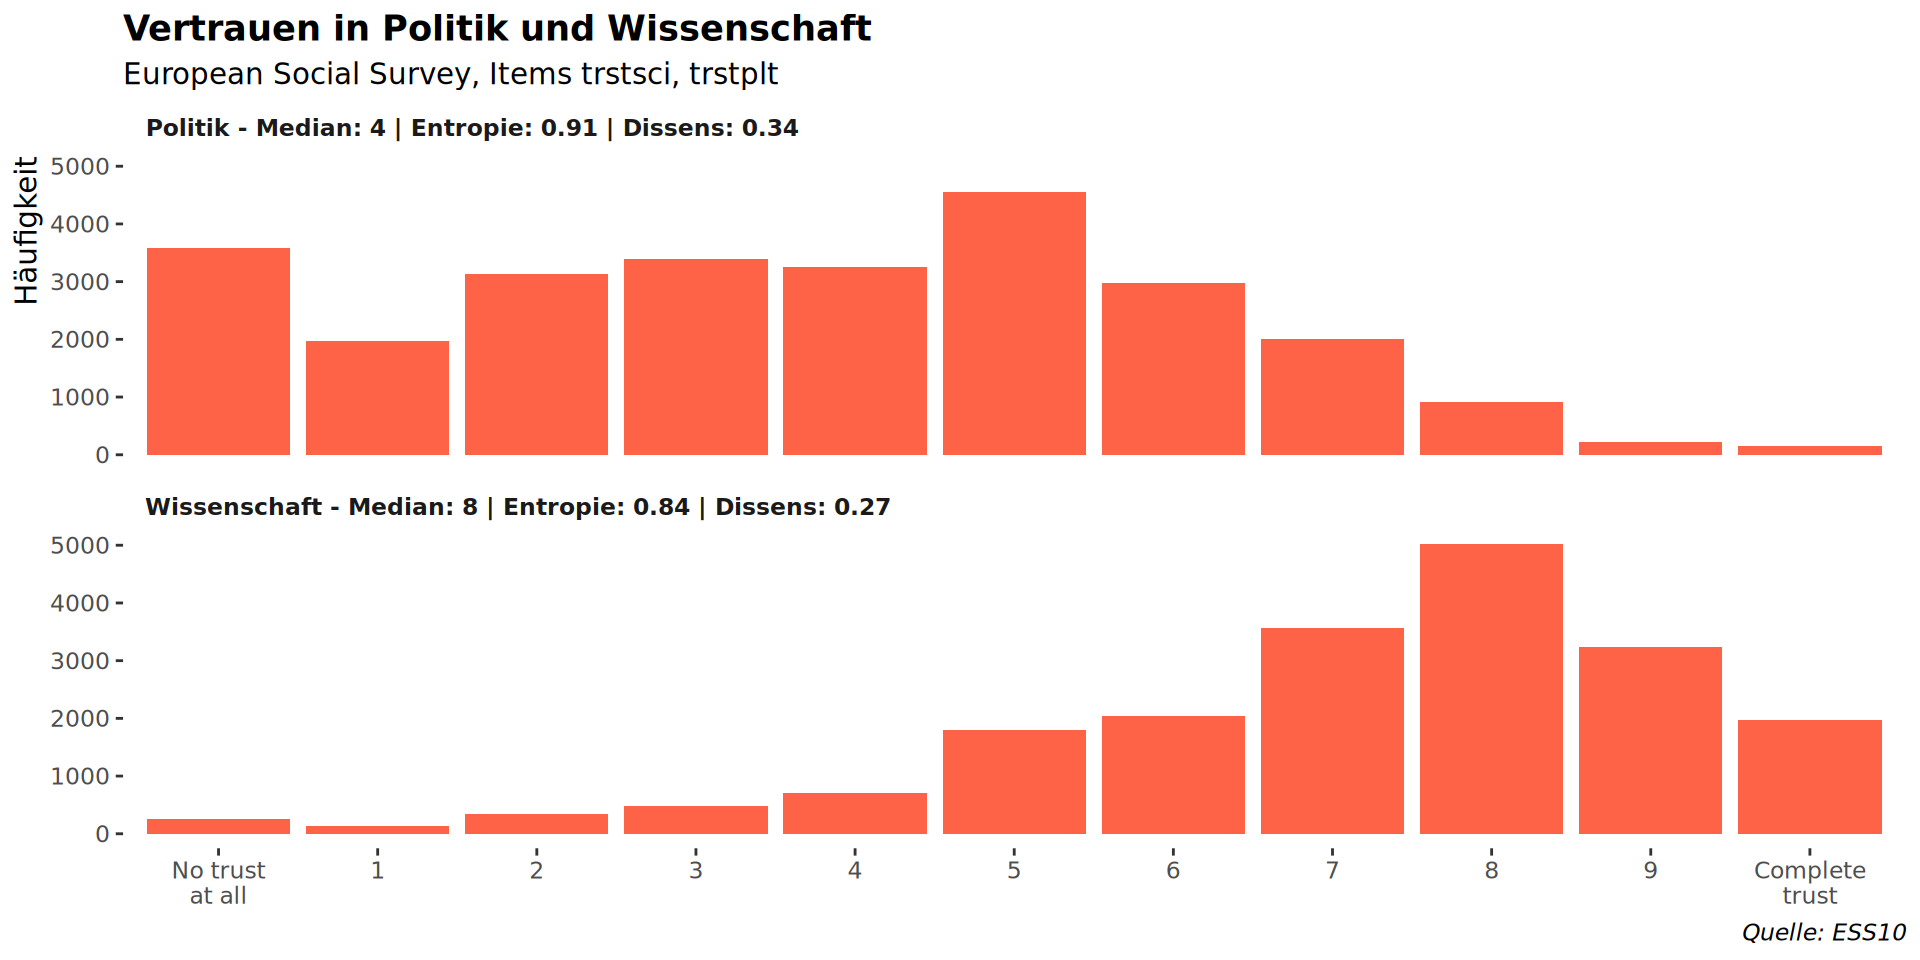 Vertrauen in Politik und Wissenschaft
European Social Survey, Items trstsci, trstplt
Politik - Median: 4 | Entropie: 0.91 | Dissens: 0.34
Häufigkeit
5000
4000
3000
2000
1000
0
Wissenschaft - Median: 8 | Entropie: 0.84 | Dissens: 0.27
5000
4000
3000
2000
1000
0
No trust
at all
1
2
3
4
5
6
7
8
9
Complete
trust
Quelle: ESS10